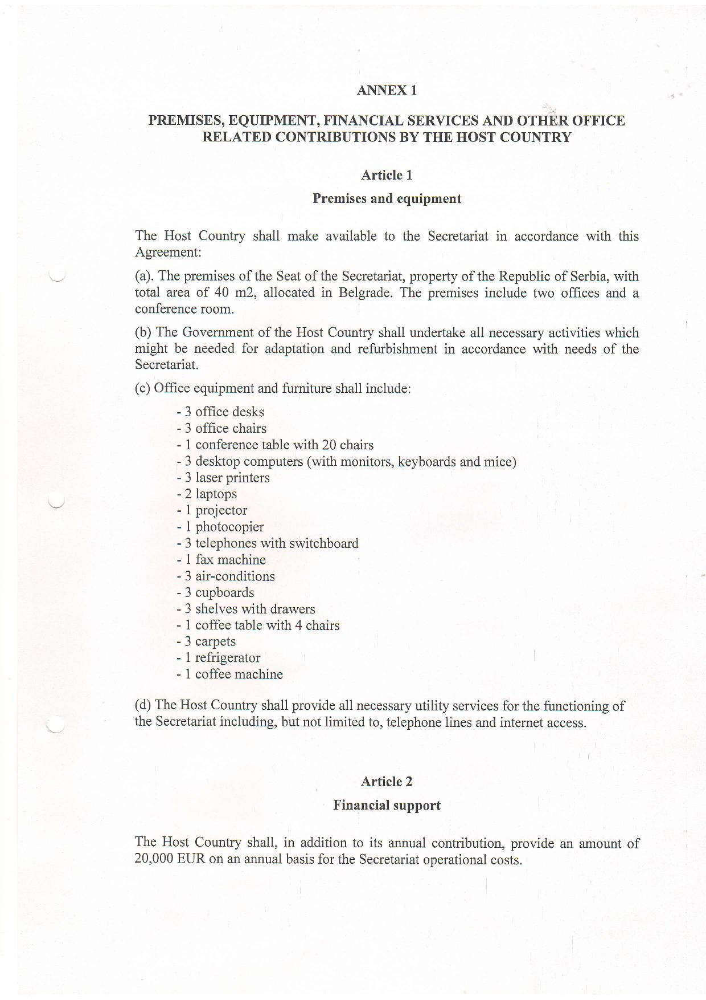 ANNEX 1
PREMISES, EQUIPMENT, FINANCIAL SERVICES AND OTHER OFFICE
RELATED CONTRIBUTIONS BY THE HOST COUNTRY
Article 1
Premises and equipment
The Host Country shall make available to the Secretariat in accordance with this
Agreement:
(a). The premises of the Seat of the Secretariat, property of the Republic of Serbia, with
total area of 40 m2, allocated in Belgrade. The premises include two offices and a
conference room.
(b) The Government of the Host Country shall undertake all necessary activities which
might be needed for adaptation and refurbishment in accordance with needs of the
Secretariat.
(c) Office equipment and furniture shall include:
- 3 office desks
- 3 office chairs
- 1 conference table with 20 chairs
- 3 desktop computers (with monitors, keyboards and mice)
- 3 laser printers
- 2 laptops
- 1 projector
- 1 photocopier
- 3 telephones with switchboard
- 1 fax machine
- 3 air-conditions
- 3 cupboards
- 3 shelves with drawers
- 1 coffee table with 4 chairs
- 3 carpets
- 1 refrigerator
- 1 coffee machine
(d) The Host Country shall provide all necessary utility services for the functioning of
the Secretariat including, but not limited to, telephone lines and internet access.
Article 2
Financial support
The Host Country shall, in addition to its annual contribution, provide an amount of
20,000 EUR on an annual basis for the Secretariat operational costs.